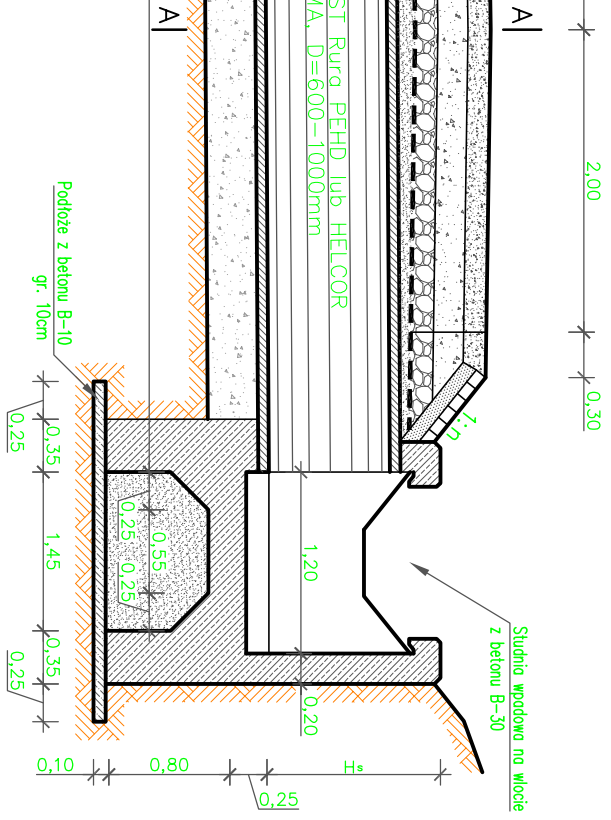 A
A
2,00
0,30
ST Rura PEHD lub HELCOR
MA, D=600-1000mm
1:n
Studnia wpadowa na wlocie
z betonu B-30
Podłoże z betonu B-10
gr. 10cm
1,20
0,20
0,55
0,25
0,25
0,35
1,45
0,35
0,25
0,25
0,10
0,80
0,25
Hs